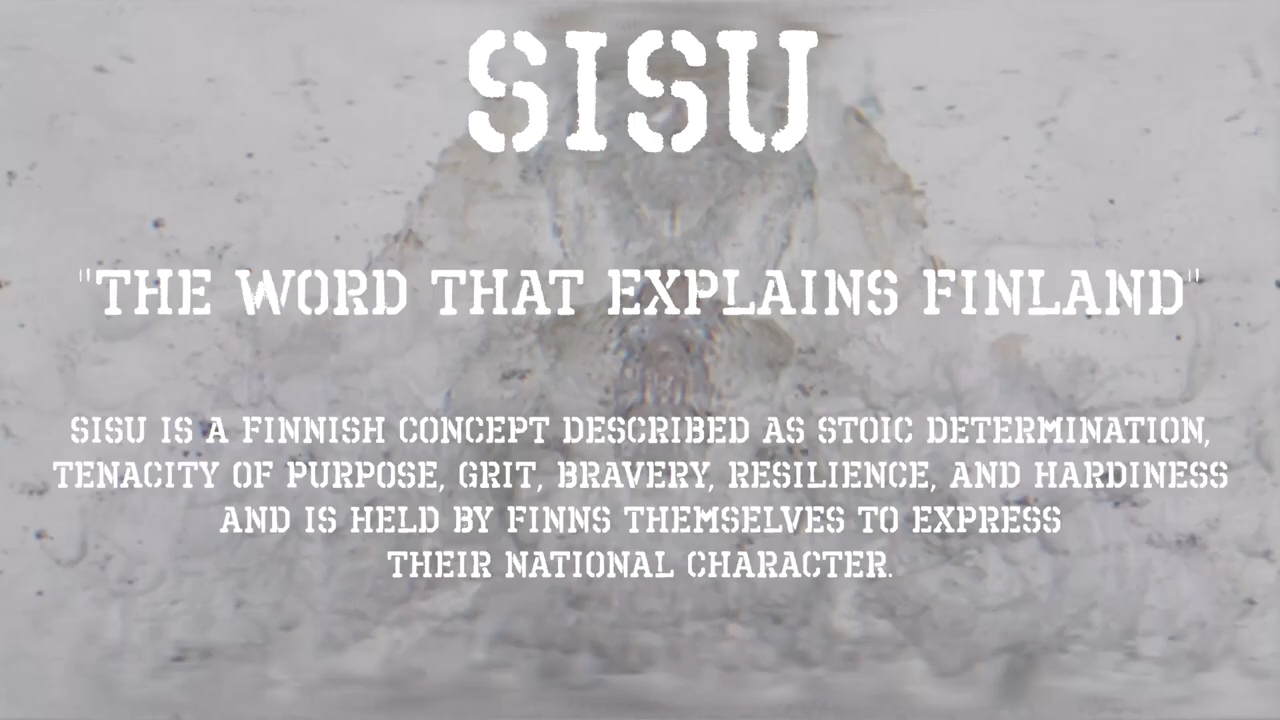 SISU
"THE WORD THAT EXPLAINS FINLAND"
SISU IS A FINNISH CONCEPT DESCRIBED AS STOIC DETERMINATION,
TENACITY OF PURPOSE, GRIT, BRAVERY, RESILIENCE, AND HARDINESS
AND IS HELD BY FINNS THEMSELVES TO EXPRESS
THEIR NATIONAL CHARACTER.